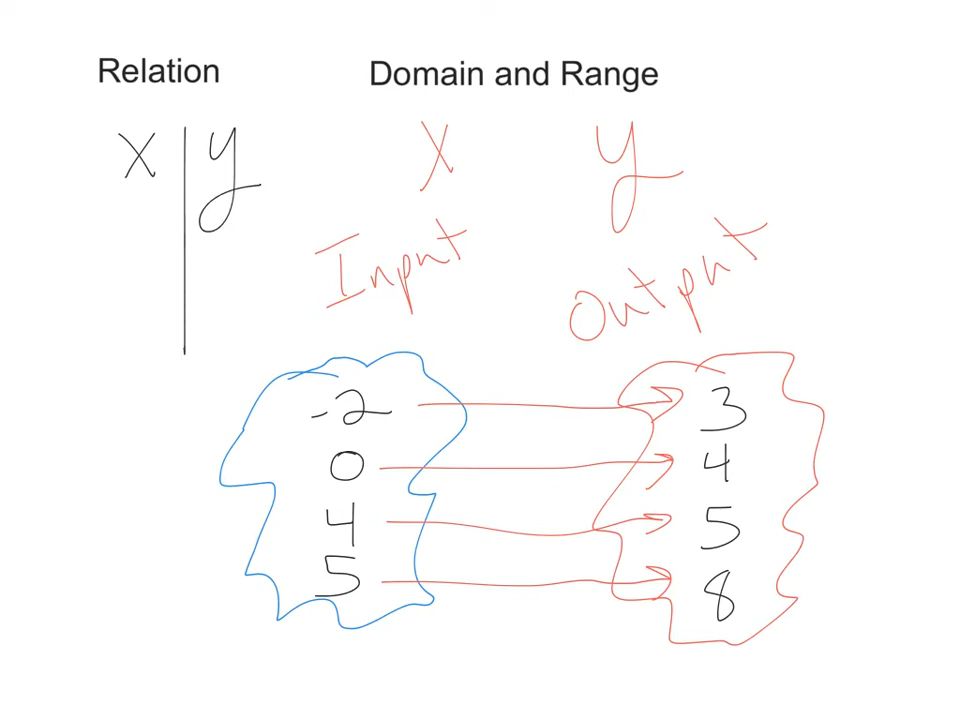 Relation Domain and Range
x y x y
Input Output
-2 3
0 4
4 5
5 8